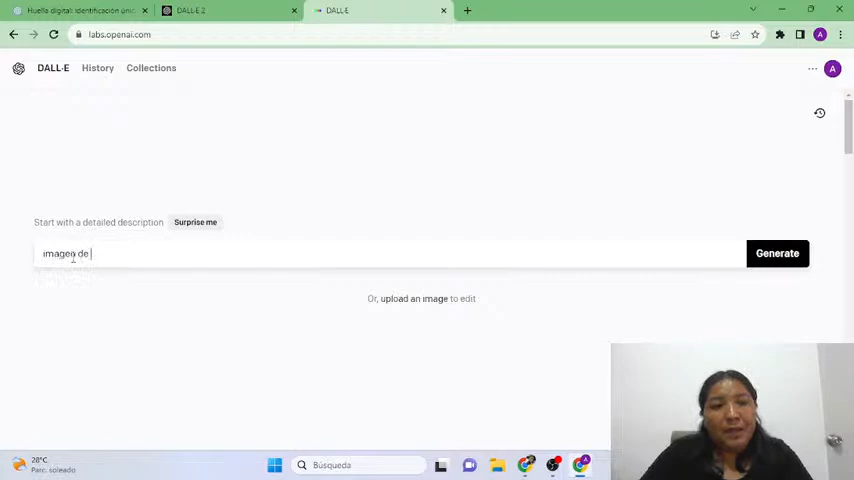 Huella digital: Identificación únic
DALL·E 2
DALL·E
labs.openai.com
A
DALL·E
History
Collections
A
Start with a detailed description
Surprise me
imagen de
Generate
Or, upload an image to edit
28°C
Parc. soleado
Búsqueda